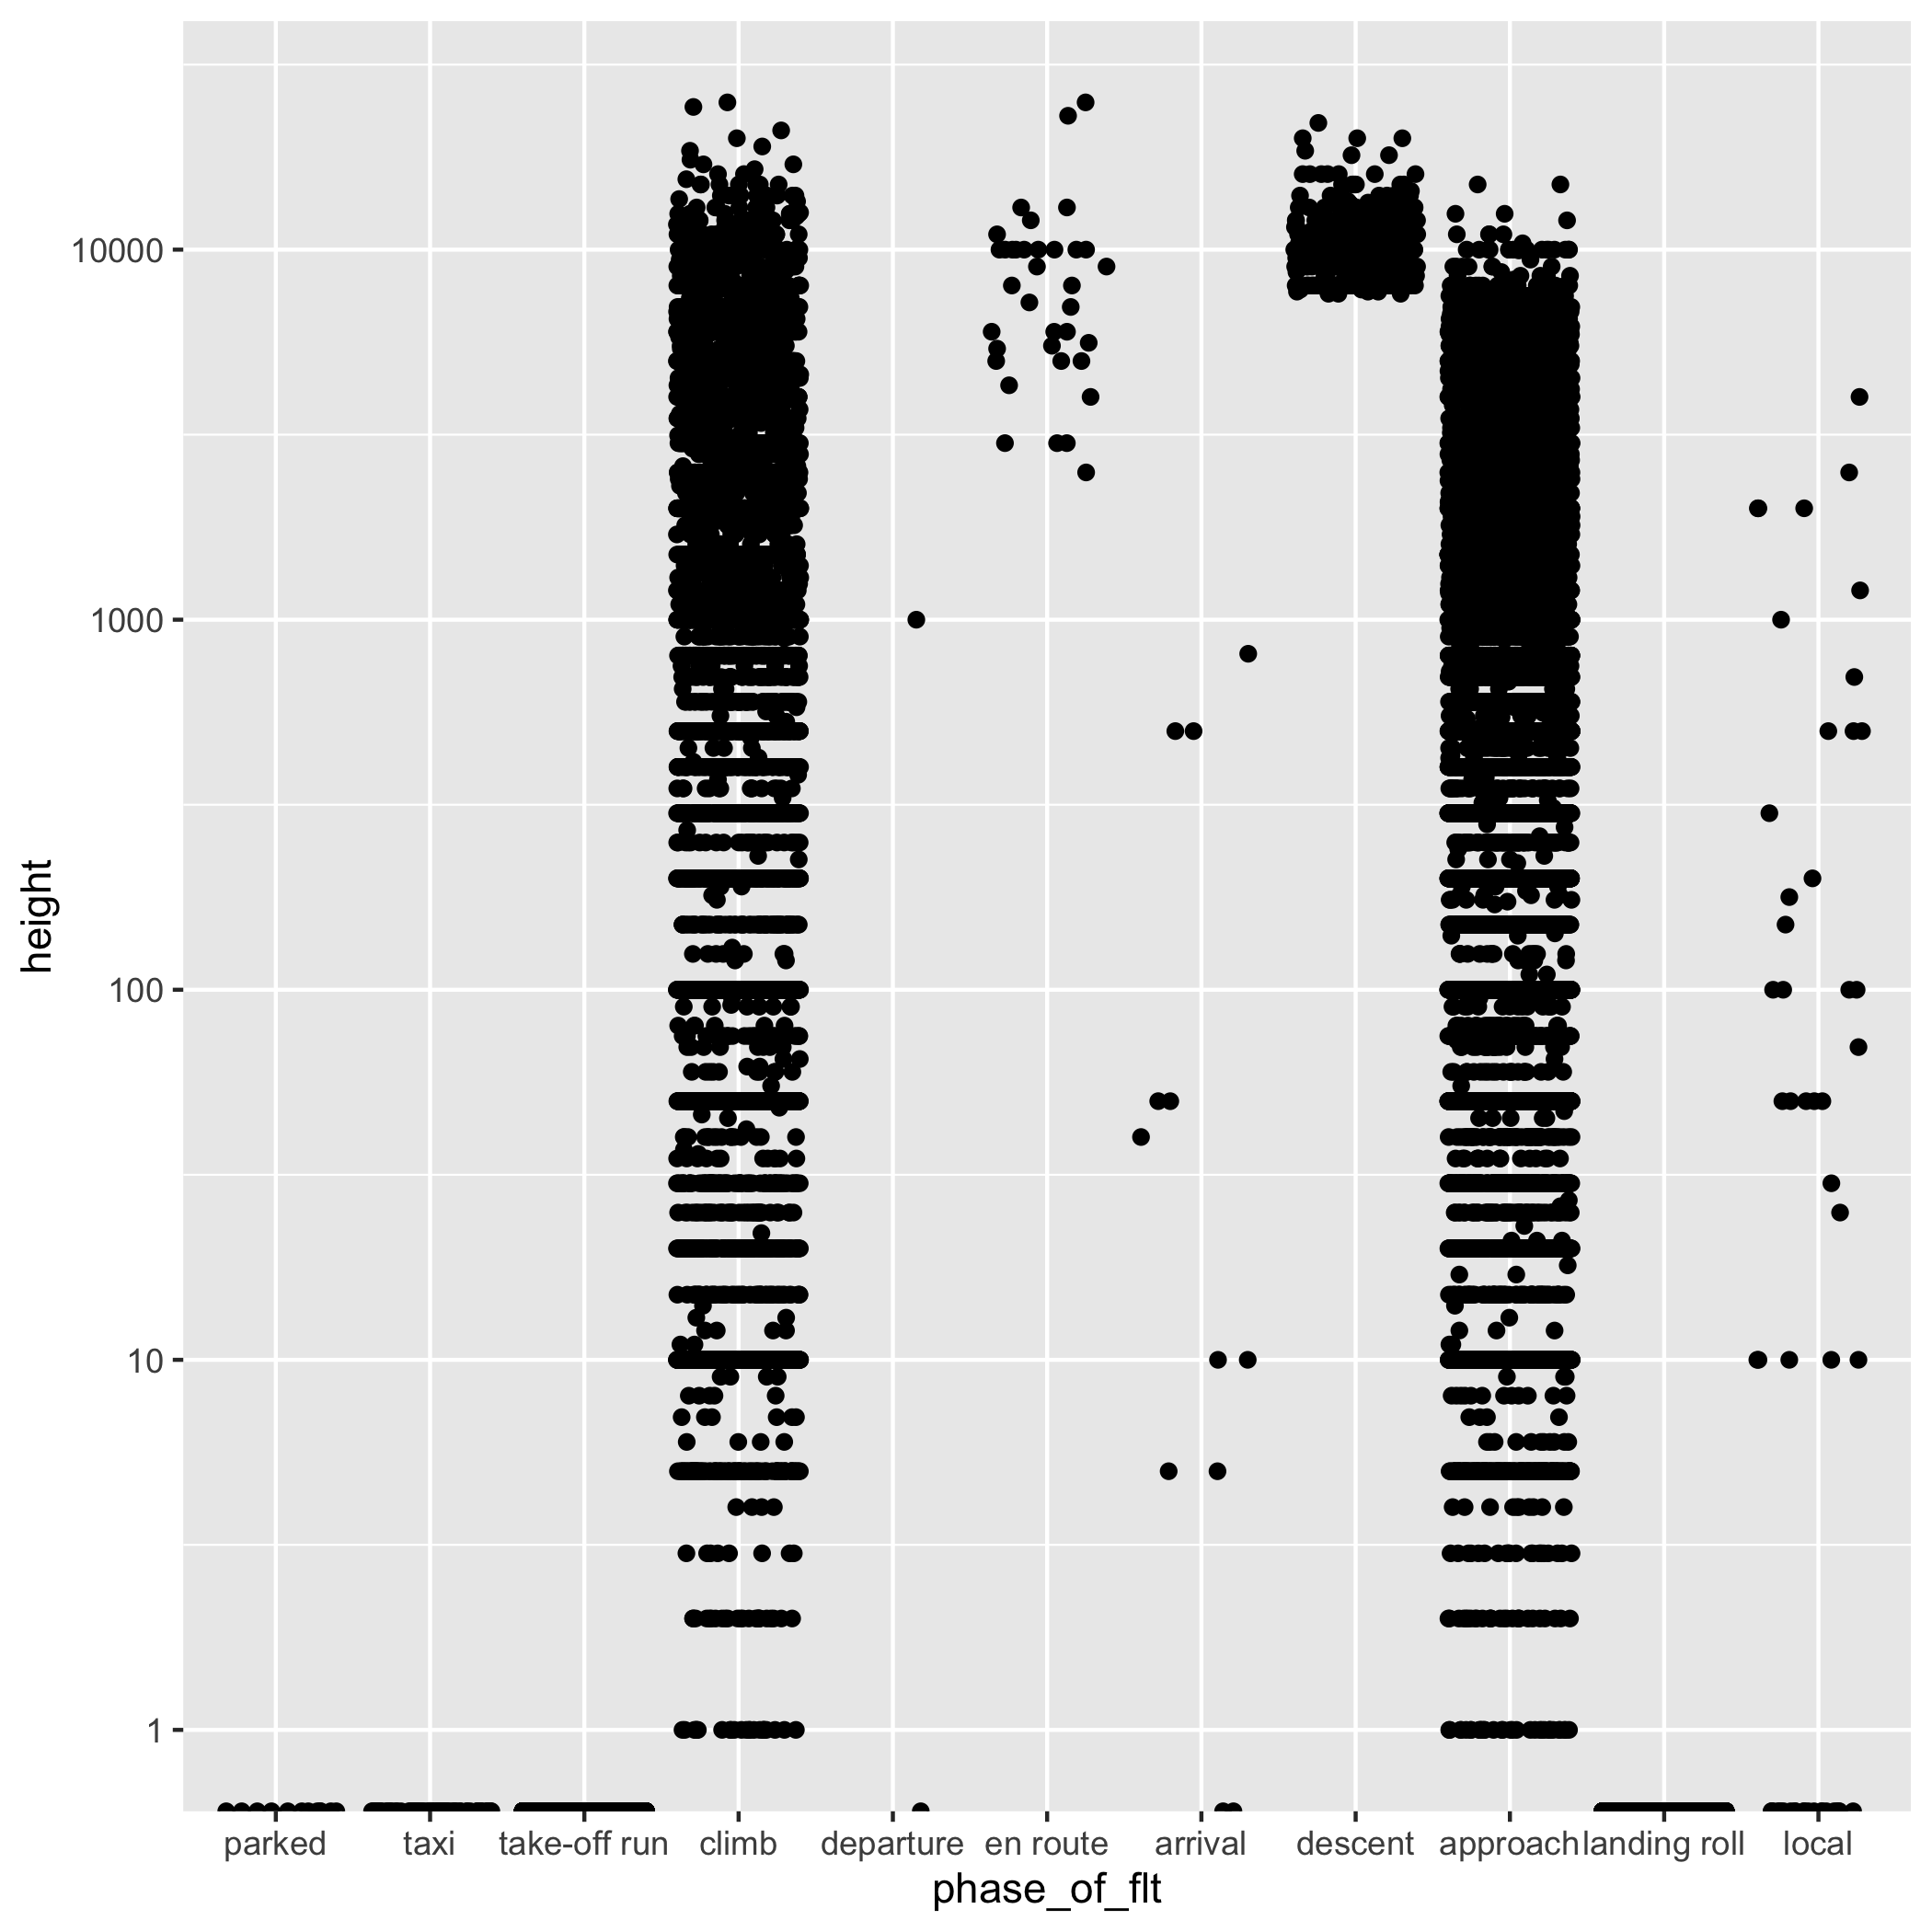 height
10000
1000
100
10
1
parked taxi take-off run climb departure en route arrival descent approach landing roll local
phase_of_flt